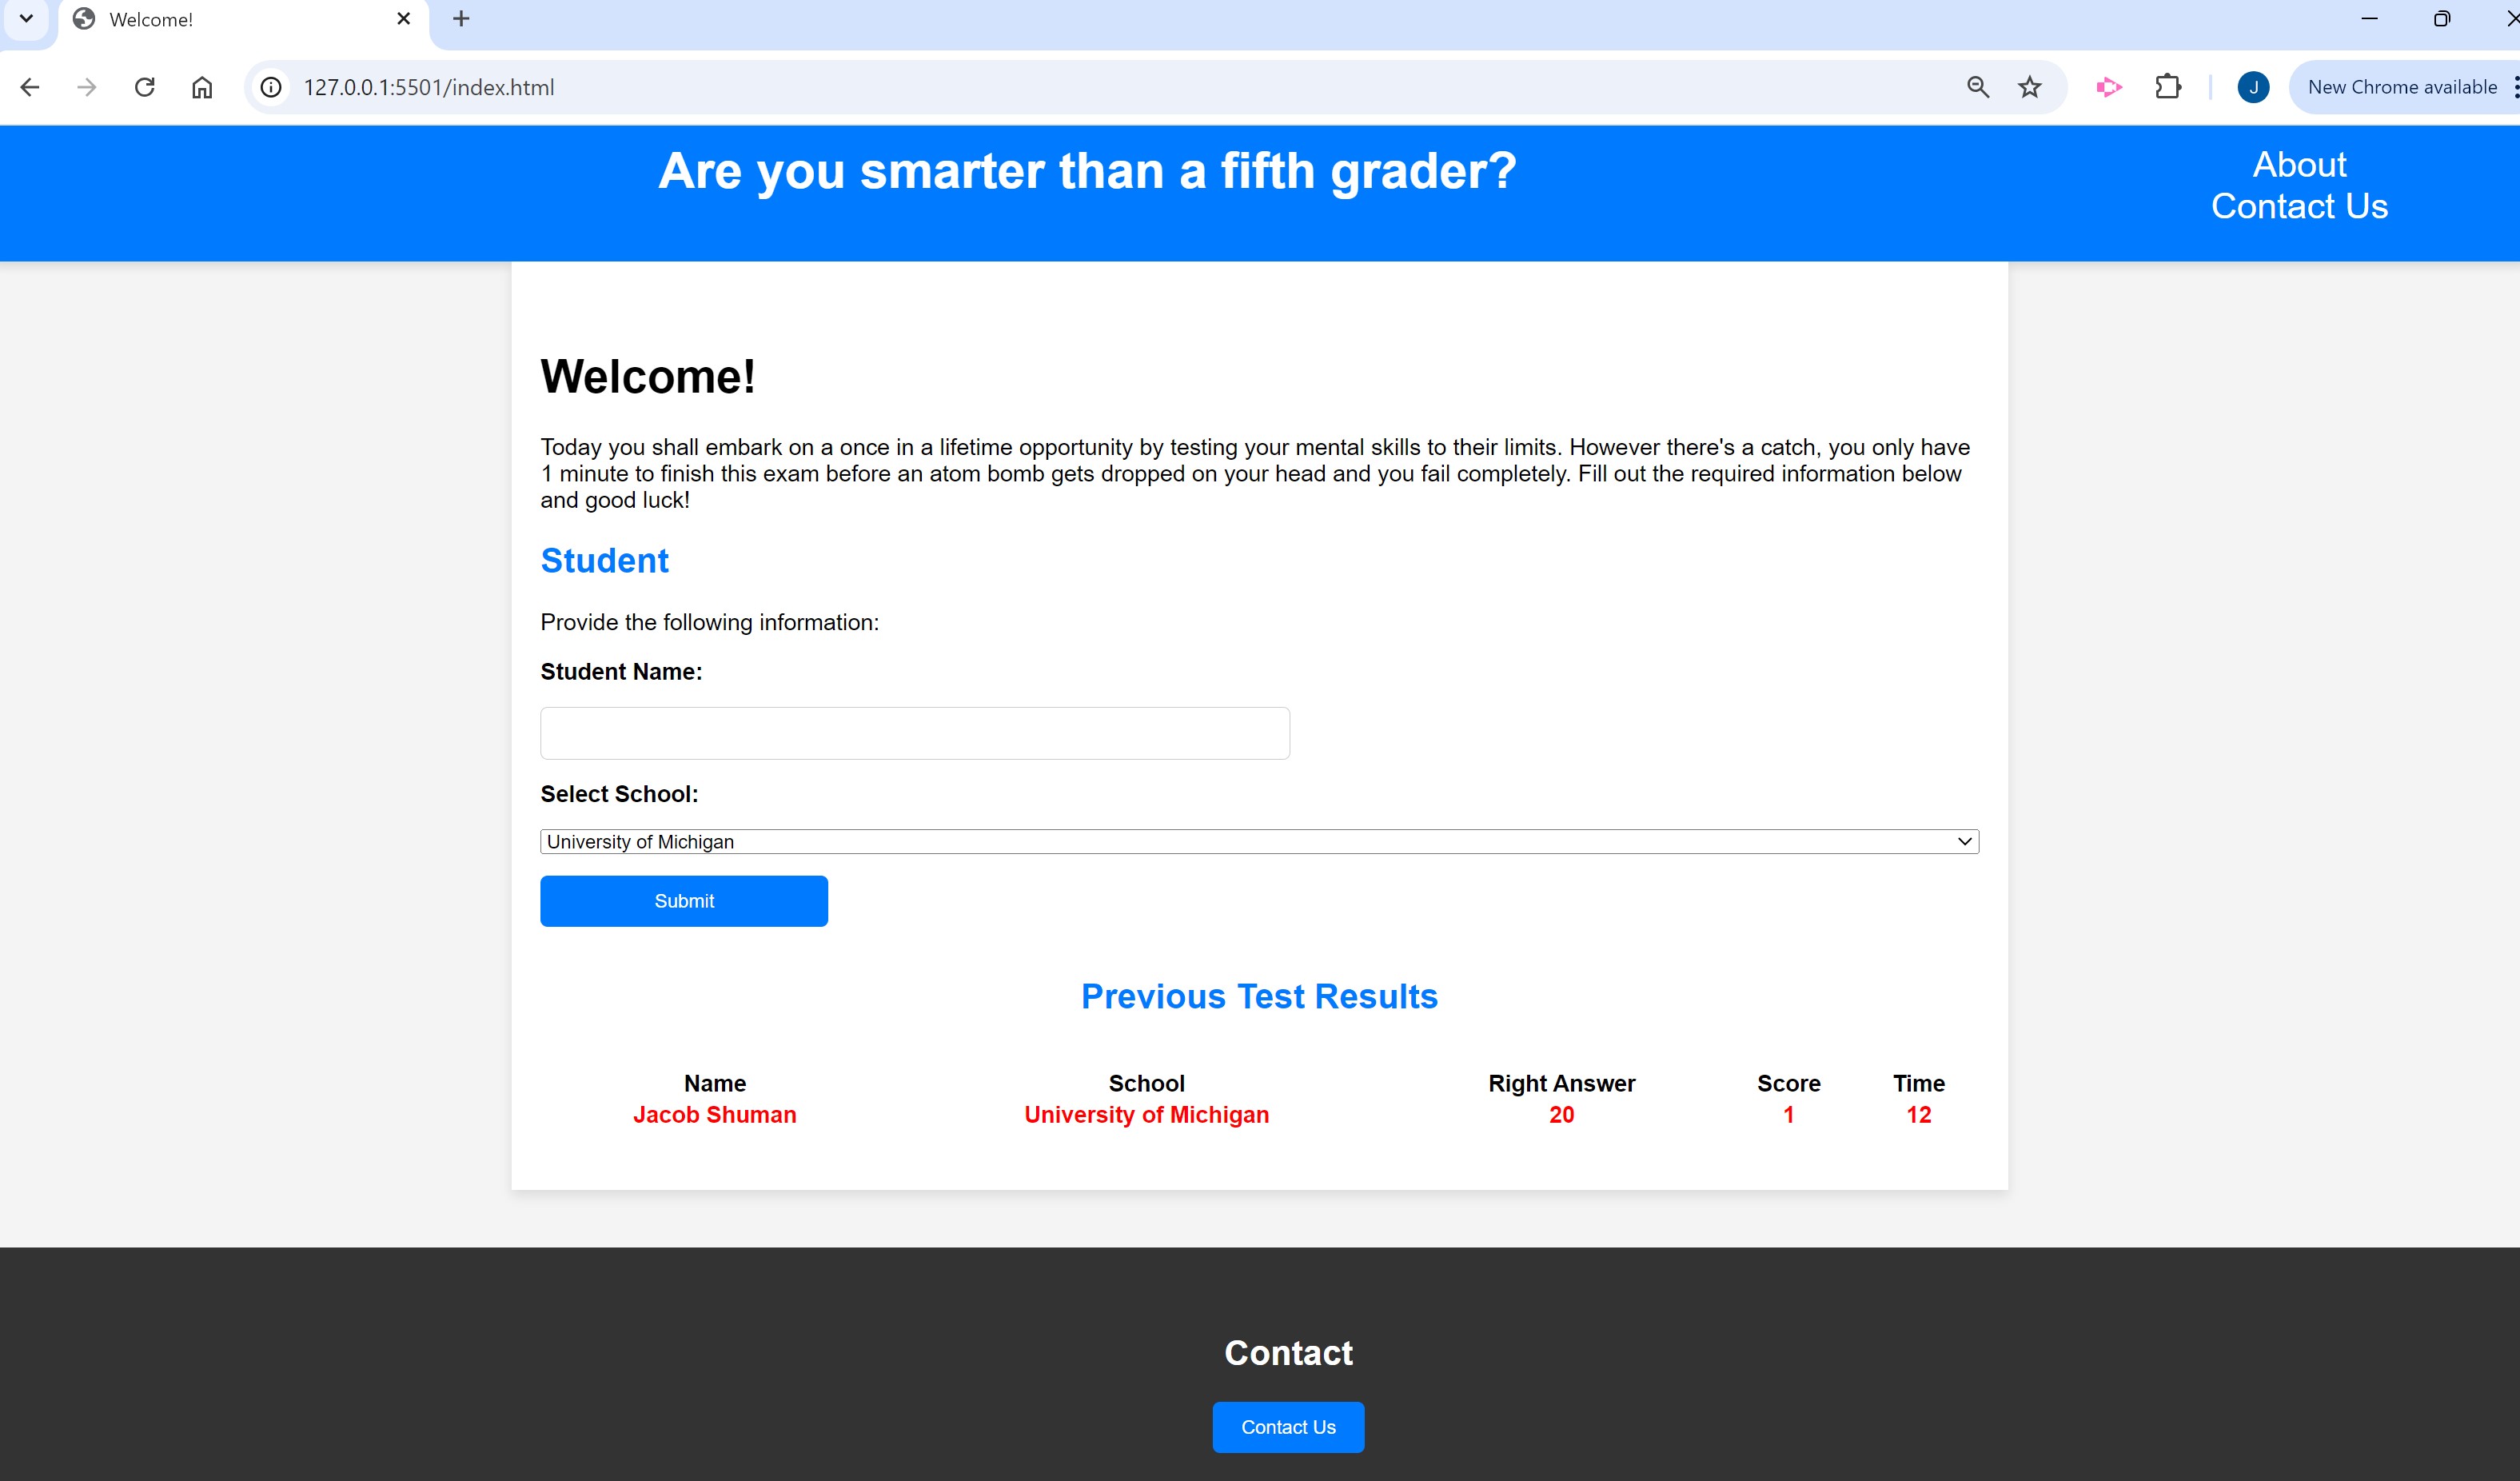 Welcome!
127.0.0.1:5501/index.html
J
New Chrome available
Are you smarter than a fifth grader?
About
Contact Us
Welcome!
Today you shall embark on a once in a lifetime opportunity by testing your mental skills to their limits. However there's a catch, you only have
1 minute to finish this exam before an atom bomb gets dropped on your head and you fail completely. Fill out the required information below
and good luck!
Student
Provide the following information:
Student Name:
Select School:
University of Michigan
Submit
Previous Test Results
Name School Right Answer Score Time
Jacob Shuman University of Michigan 20 1 12
Contact
Contact Us